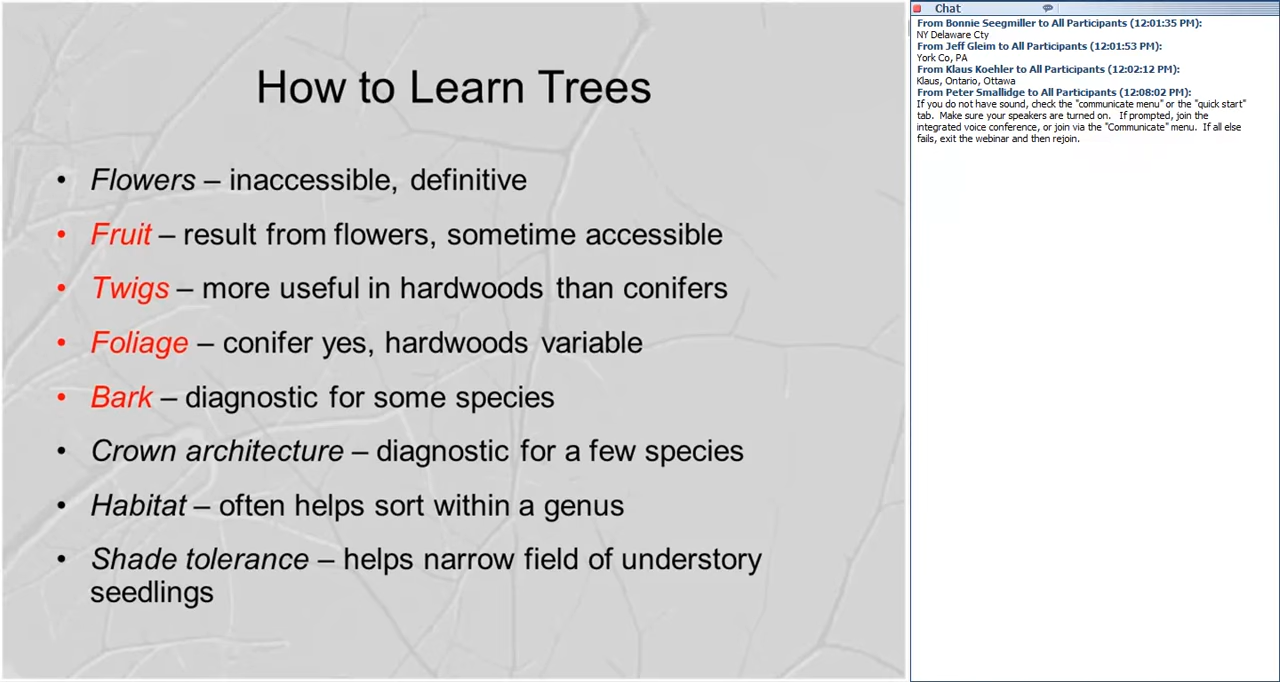 How to Learn Trees
• Flowers – inaccessible, definitive
• Fruit – result from flowers, sometime accessible
• Twigs – more useful in hardwoods than conifers
• Foliage – conifer yes, hardwoods variable
• Bark – diagnostic for some species
• Crown architecture – diagnostic for a few species
• Habitat – often helps sort within a genus
• Shade tolerance – helps narrow field of understory
seedlings
Chat
From Bonnie Seegmiller to All Participants (12:01:35 PM):
NY Delaware Cty
From Jeff Gleim to All Participants (12:01:53 PM):
York Co, PA
From Klaus Koehler to All Participants (12:02:12 PM):
Klaus, Ontario, Ottawa
From Peter Smallidge to All Participants (12:08:02 PM):
If you do not have sound, check the "communicate menu" or the "quick start"
tab. Make sure your speakers are turned on. If prompted, join the
integrated voice conference, or join via the "Communicate" menu. If all else
fails, exit the webinar and then rejoin.